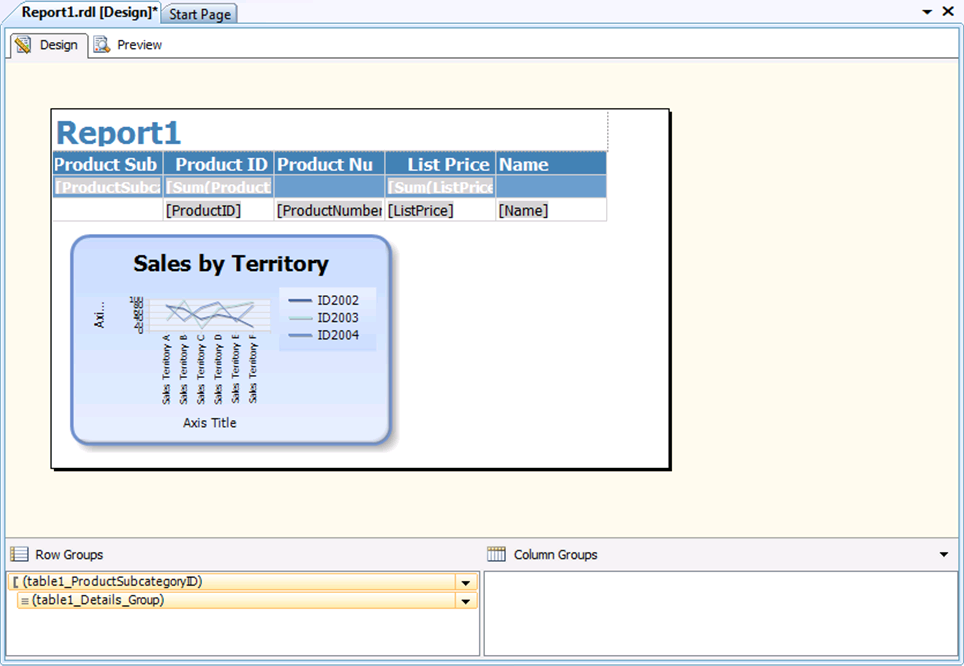 Report1.rdl [Design]* Start Page
Design Preview
Report1
Product Sub Product ID Product Nu List Price Name
[ProductSubca [Sum(Product [Sum(ListPrice
[ProductID] [ProductNumber [ListPrice] [Name]
Sales by Territory
ID2002
ID2003
ID2004
Axi...
Sales Territory A
Sales Territory B
Sales Territory C
Sales Territory D
Sales Territory E
Sales Territory F
Axis Title
Row Groups Column Groups
(table1_ProductSubcategoryID)
(table1_Details_Group)